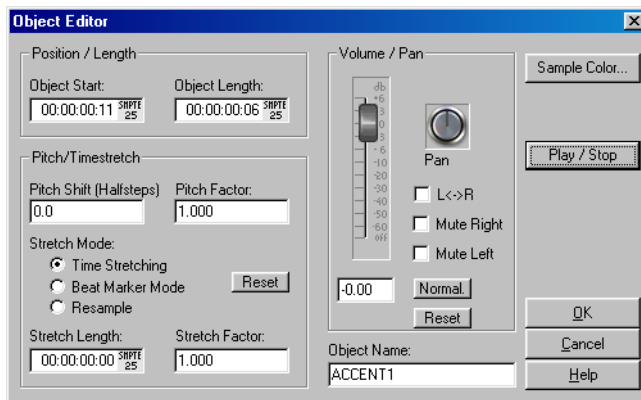 Object Editor
Position / Length
Object Start:
Object Length:
00:00:00:11 SMPTE 25
00:00:00:06 SMPTE 25
Pitch/Timestretch
Pitch Shift (Halfsteps)
Pitch Factor:
0.0
1.000
Stretch Mode:
Time Stretching
Beat Marker Mode
Resample
Reset
Stretch Length:
Stretch Factor:
00:00:00:00 SMPTE 25
1.000
Volume / Pan
db
+6
3
0
3
-6
-10
-20
-30
-40
-50
-60
off
Pan
L<->R
Mute Right
Mute Left
-0.00
Normal.
Reset
Object Name:
ACCENT1
Sample Color...
Play / Stop
OK
Cancel
Help